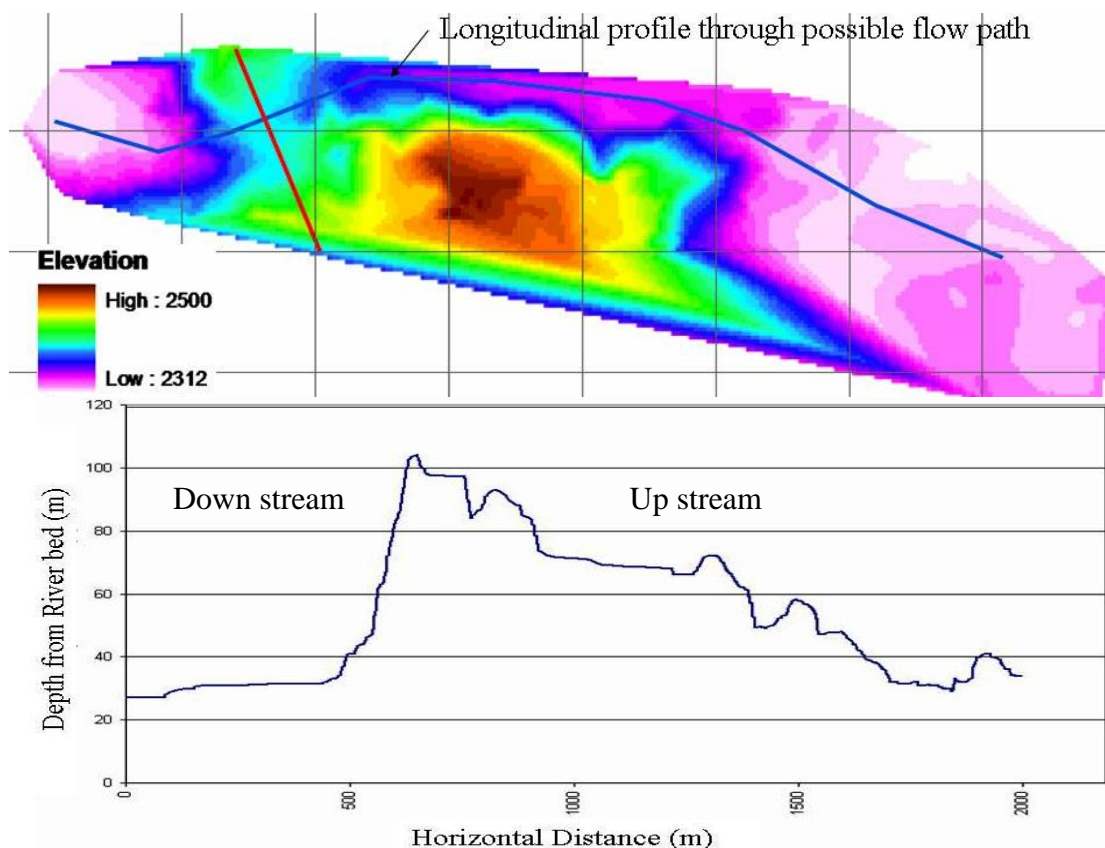 Longitudinal profile through possible flow path
Elevation
High : 2500
Low : 2312
120
100
80
60
40
20
0
Depth from River bed (m)
Down stream
Up stream
0
500
1000
1500
2000
Horizontal Distance (m)